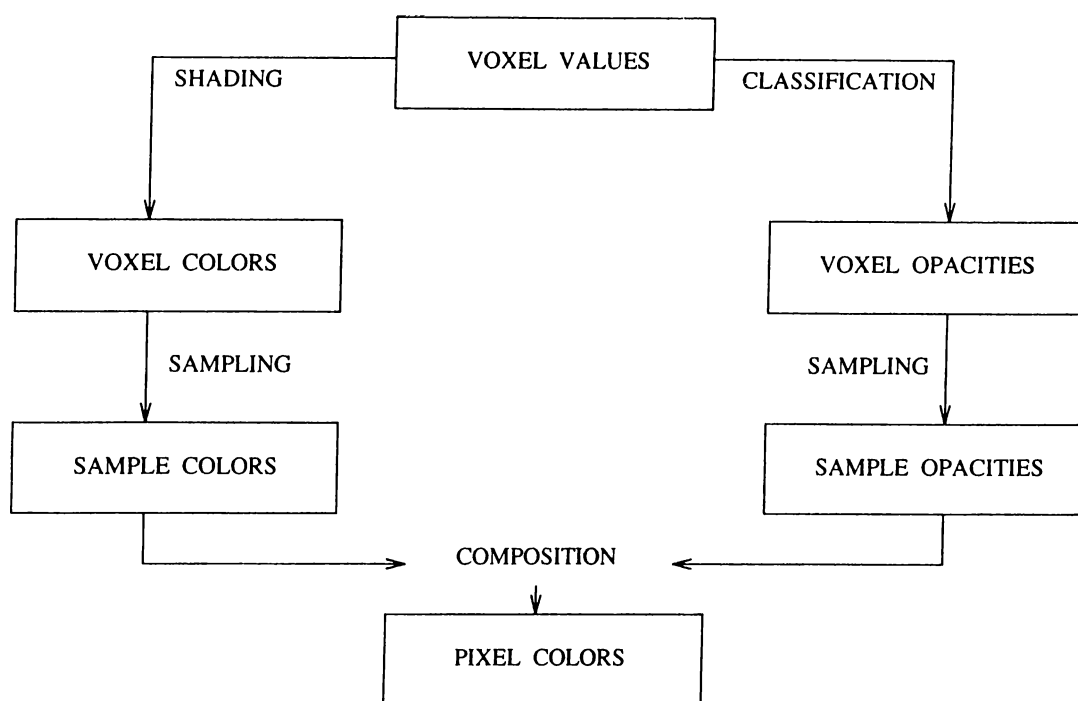 VOXEL VALUES
SHADING
CLASSIFICATION
VOXEL COLORS
VOXEL OPACITIES
SAMPLING
SAMPLING
SAMPLE COLORS
SAMPLE OPACITIES
COMPOSITION
PIXEL COLORS